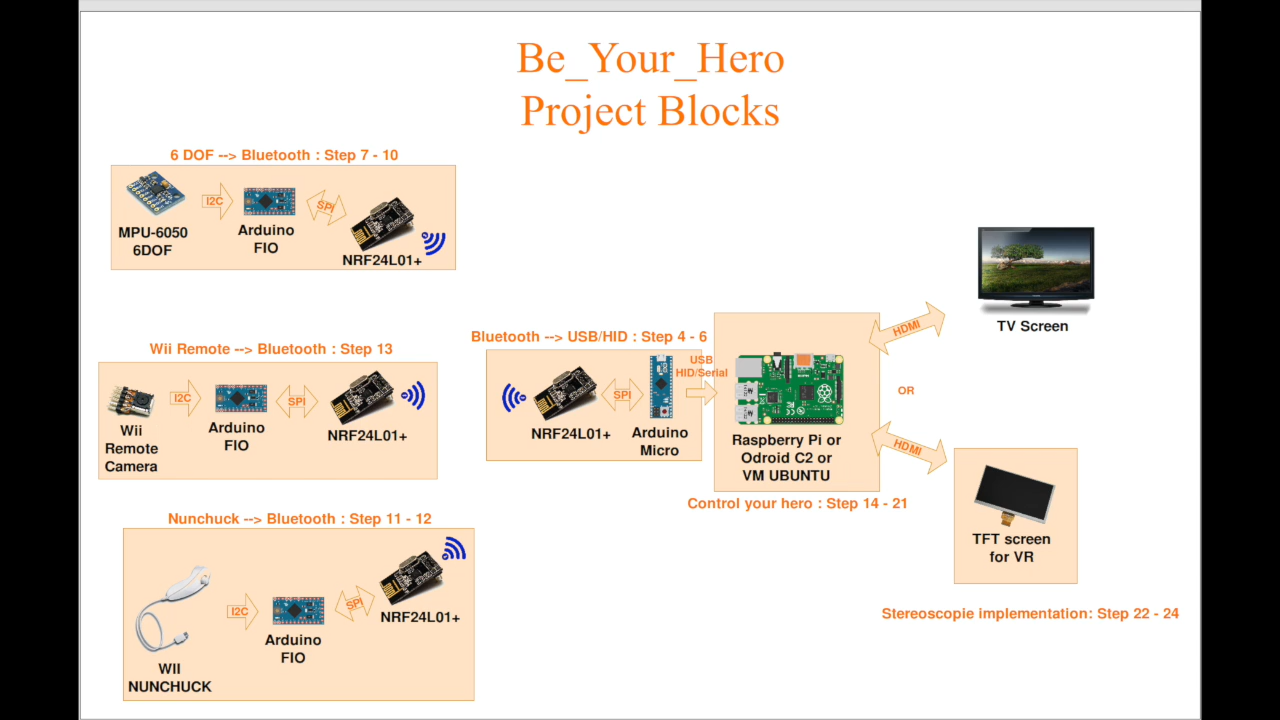 Be_Your_Hero
Project Blocks
6 DOF --> Bluetooth : Step 7 - 10
I2C
SPI
MPU-6050
6DOF
Arduino
FIO
NRF24L01+
Wii Remote --> Bluetooth : Step 13
I2C
SPI
Wii
Remote
Camera
Arduino
FIO
NRF24L01+
Nunchuck --> Bluetooth : Step 11 - 12
I2C
SPI
WII
NUNCHUCK
Arduino
FIO
NRF24L01+
Bluetooth --> USB/HID : Step 4 - 6
SPI
NRF24L01+
Arduino
Micro
USB
HID/Serial
Raspberry Pi or
Odroid C2 or
VM UBUNTU
Control your hero : Step 14 - 21
HDMI
TV Screen
OR
HDMI
TFT screen
for VR
Stereoscopie implementation: Step 22 - 24